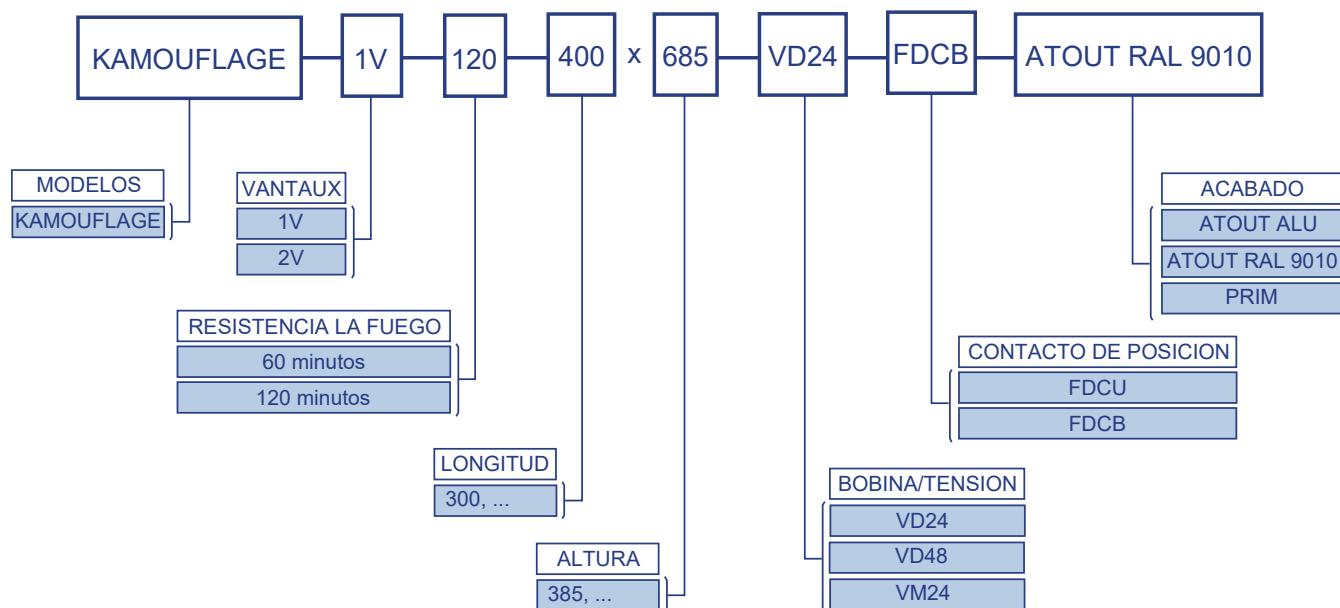 KAMOUFLAGE 1V 120 400 x 685 VD24 FDCB ATOUT RAL 9010
MODELOS
KAMOUFLAGE
VANTAUX
1V
2V
RESISTENCIA LA FUEGO
60 minutos
120 minutos
LONGITUD
300, ...
ALTURA
385, ...
BOBINA/TENSION
VD24
VD48
VM24
CONTACTO DE POSICION
FDCU
FDCB
ACABADO
ATOUT ALU
ATOUT RAL 9010
PRIM